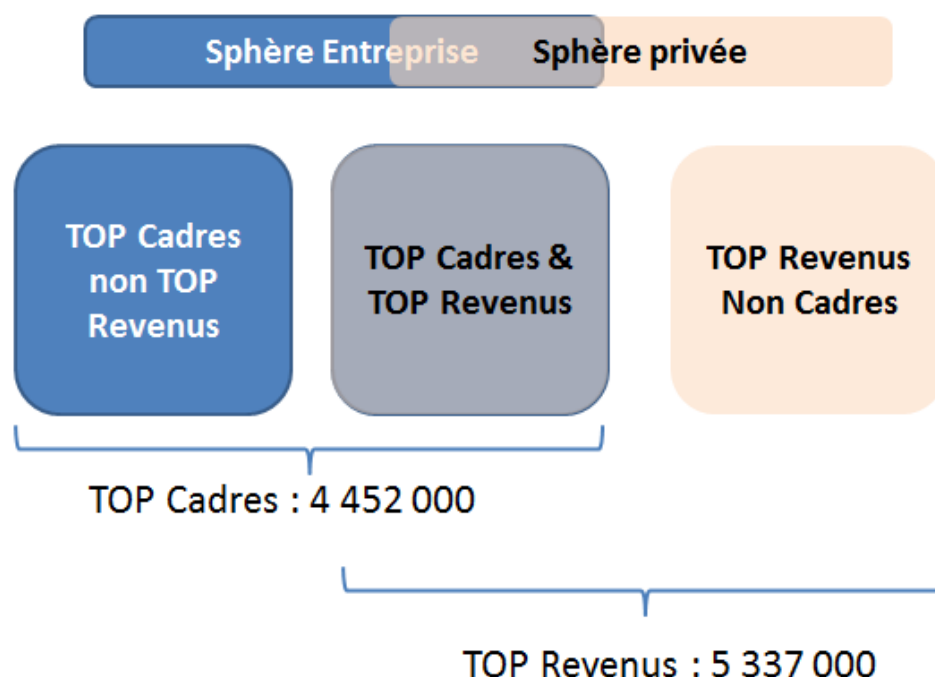 Sphère Entreprise Sphère privée
TOP Cadres
non TOP
Revenus
TOP Cadres &
TOP Revenus
TOP Revenus
Non Cadres
TOP Cadres : 4 452 000
TOP Revenus : 5 337 000